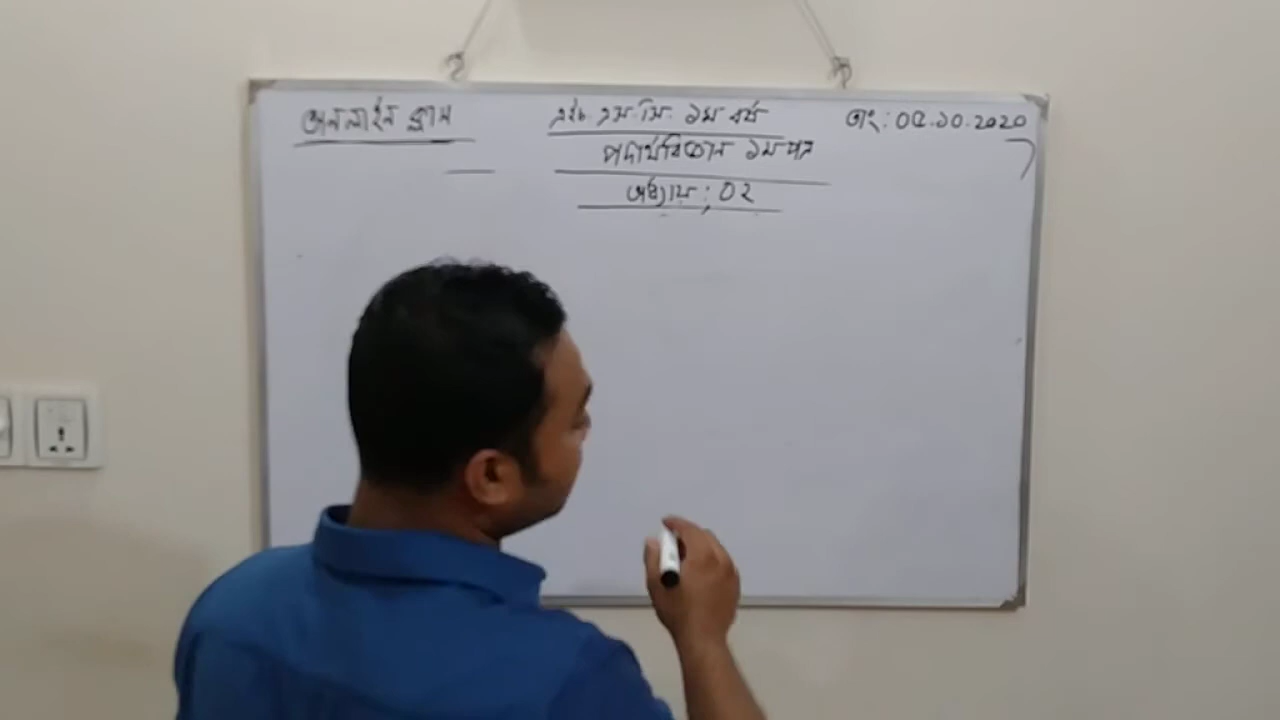 অনলাইন ক্লাস
এইচ.এস.সি. ১ম বর্ষ
তাং: ০৫.১০.২০২০
পদার্থবিজ্ঞান ১ম পত্র
অধ্যায়: ০২